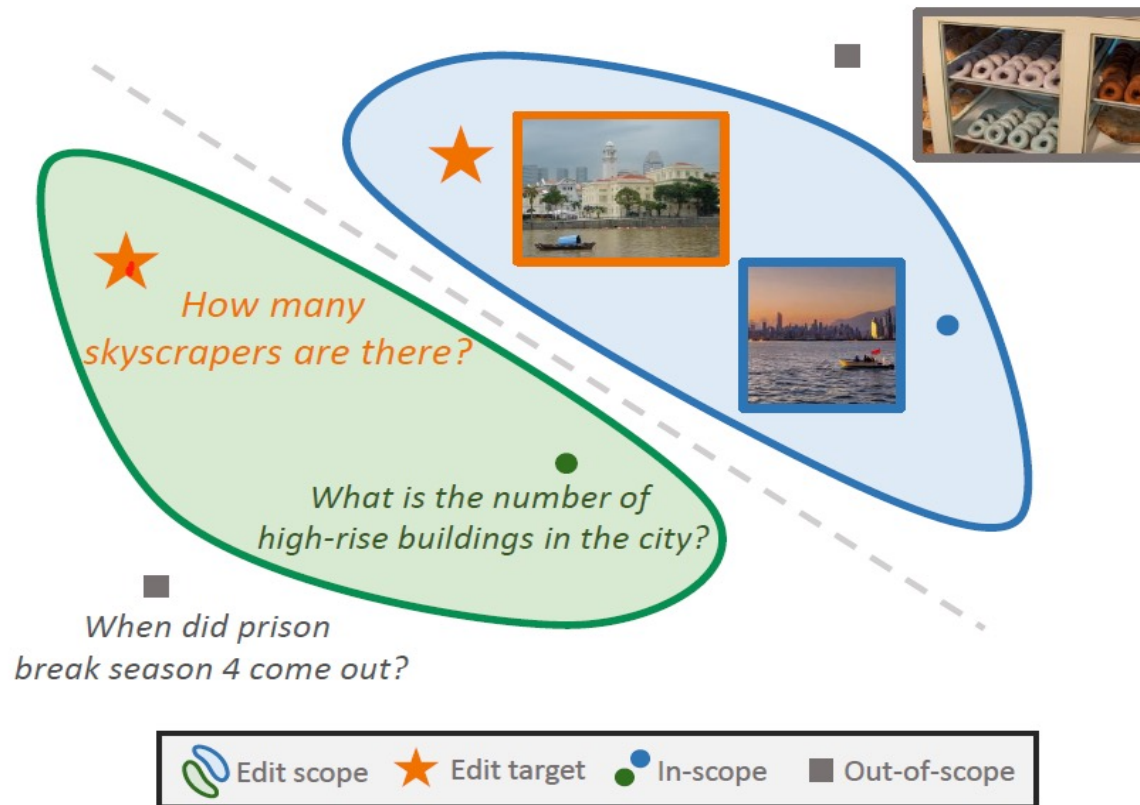 How many
skyscrapers are there?
What is the number of
high-rise buildings in the city?
When did prison
break season 4 come out?
Edit scope
Edit target
In-scope
Out-of-scope